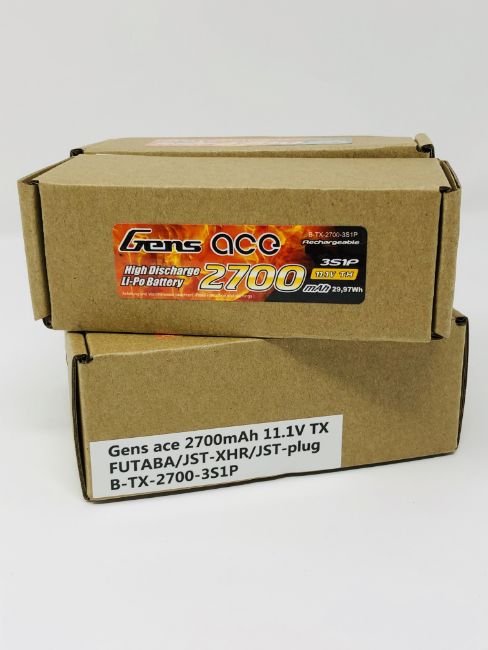 Gens ace
B-TX-2700-3S1P
Rechargeable
High Discharge
Li-Po Battery
2700 mAh
3S1P
11.1V TX
29,97Wh
Gens ace 2700mAh 11.1V TX
FUTABA/JST-XHR/JST-plug
B-TX-2700-3S1P